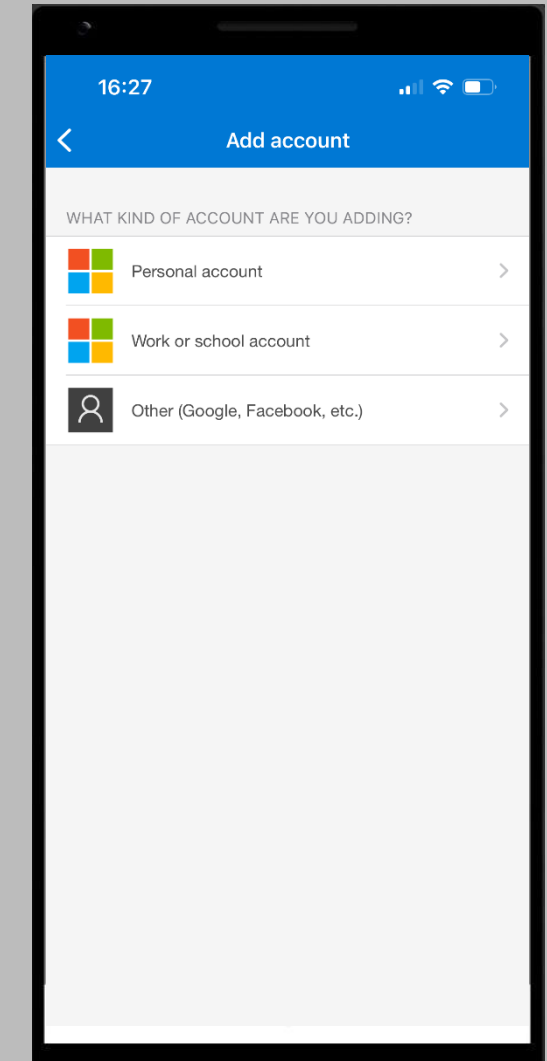 16:27
Add account
WHAT KIND OF ACCOUNT ARE YOU ADDING?
Personal account
Work or school account
Other (Google, Facebook, etc.)